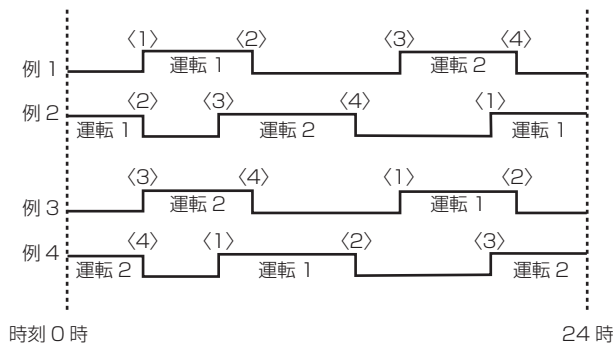 〈1〉 〈2〉 〈3〉 〈4〉
例 1 運転 1 運転 2
例 2 〈2〉 〈3〉 〈4〉 〈1〉
運転 1 運転 2 運転 1
〈3〉 〈4〉 〈1〉 〈2〉
例 3 運転 2 運転 1
例 4 〈4〉 〈1〉 〈2〉 〈3〉
運転 2 運転 1 運転 2
時刻 0 時 24 時